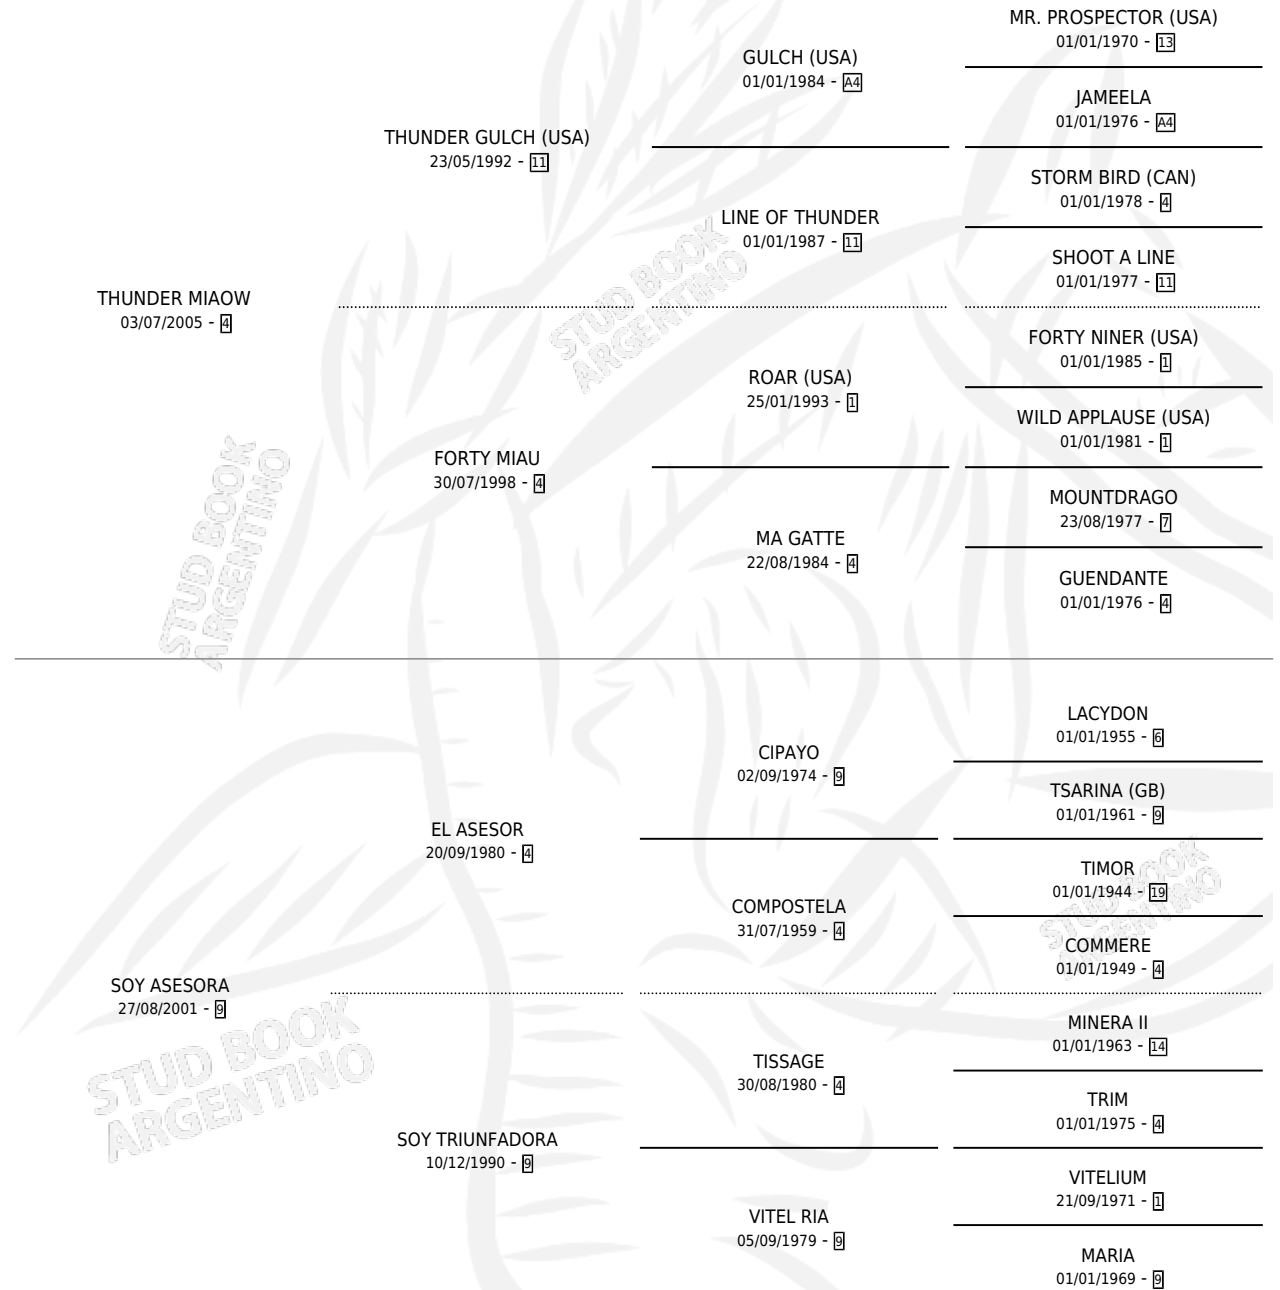 MR. PROSPECTOR (USA)
01/01/1970 - 13
GULCH (USA)
01/01/1984 - A4
JAMEELA
01/01/1976 - A4
THUNDER GULCH (USA)
23/05/1992 - 11
STORM BIRD (CAN)
01/01/1978 - 4
LINE OF THUNDER
01/01/1987 - 11
SHOOT A LINE
01/01/1977 - 11
THUNDER MIAOW
03/07/2005 - 4
STUD BOOK
ARGENTINO
FORTY NINER (USA)
01/01/1985 - 1
ROAR (USA)
25/01/1993 - 1
WILD APPLAUSE (USA)
01/01/1981 - 1
FORTY MIAU
30/07/1998 - 4
MOUNTDRAGO
23/08/1977 - 7
MA GATTE
22/08/1984 - 4
GUENDANTE
01/01/1976 - 4
STUD BOOK
ARGENTINO
LACYDON
01/01/1955 - 6
CIPAYO
02/09/1974 - 9
TSARINA (GB)
01/01/1961 - 9
EL ASESOR
20/09/1980 - 4
TIMOR
01/01/1944 - 19
STUD BOOK
ARGENTINO
COMPOSTELA
31/07/1959 - 4
COMMERE
01/01/1949 - 4
SOY ASESORA
27/08/2001 - 9
STUD BOOK
ARGENTINO
MINERA II
01/01/1963 - 14
TISSAGE
30/08/1980 - 4
TRIM
01/01/1975 - 4
SOY TRIUNFADORA
10/12/1990 - 9
VITELIUM
21/09/1971 - 1
VITEL RIA
05/09/1979 - 9
MARIA
01/01/1969 - 9